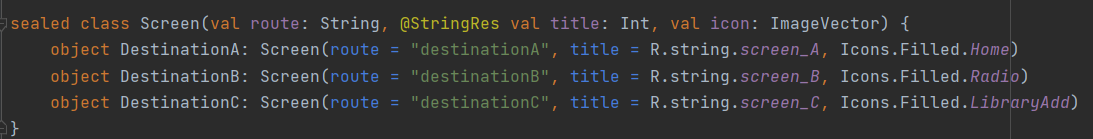 sealed class Screen(val route: String, @StringRes val title: Int, val icon: ImageVector) {
    object DestinationA: Screen(route = "destinationA", title = R.string.screen_A, Icons.Filled.Home)
    object DestinationB: Screen(route = "destinationB", title = R.string.screen_B, Icons.Filled.Radio)
    object DestinationC: Screen(route = "destinationC", title = R.string.screen_C, Icons.Filled.LibraryAdd)
}